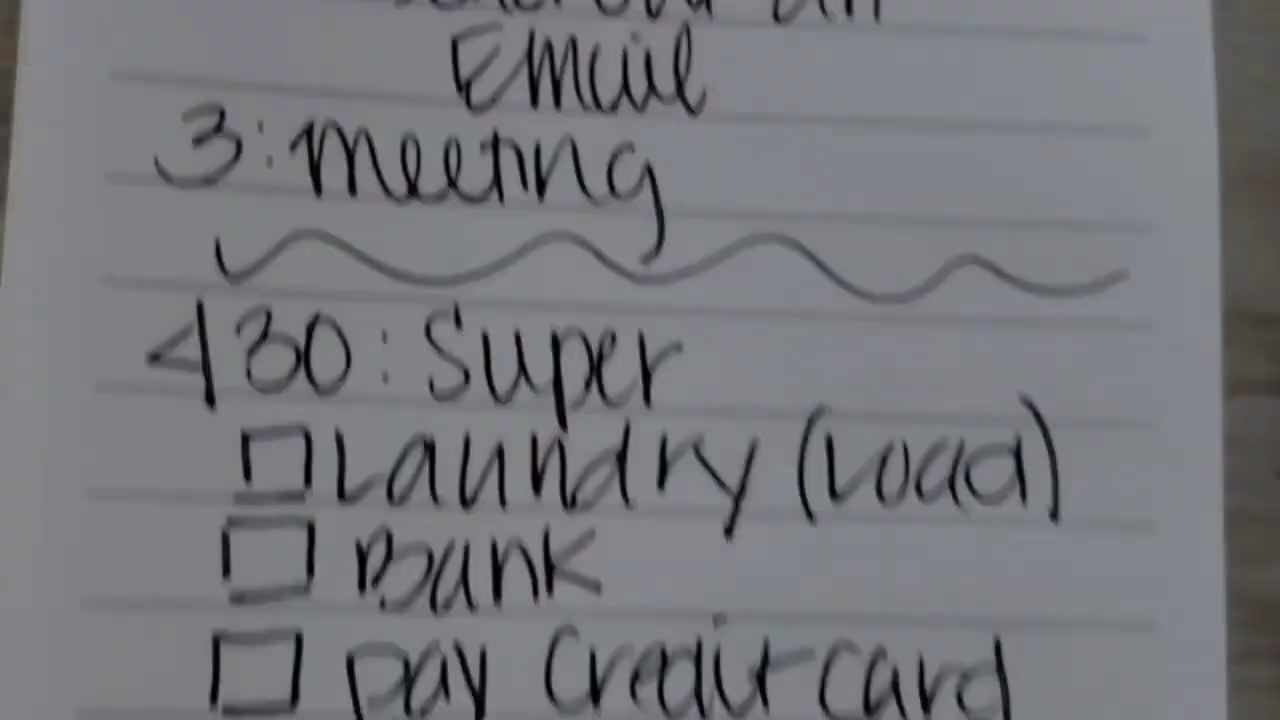 Email
3: meeting
430: Super
Laundry (Load)
Bank
pay Credit card